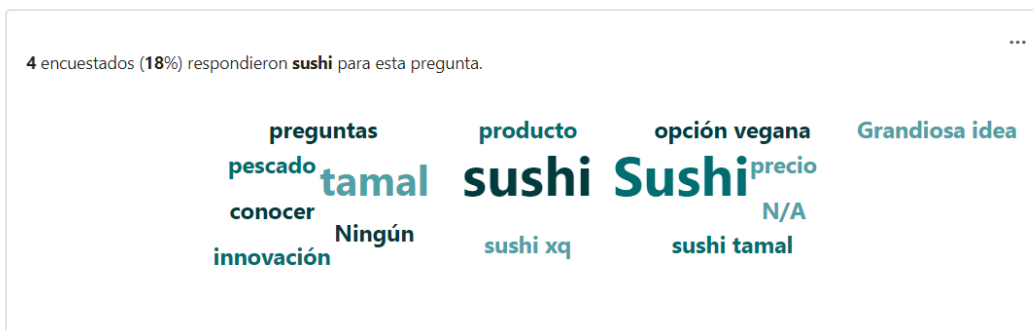 ...
4 encuestados (18%) respondieron sushi para esta pregunta.
preguntas producto opción vegana Grandiosa idea
pescado tamal sushi Sushi precio
conocer N/A
Ningún
innovación sushi xq sushi tamal